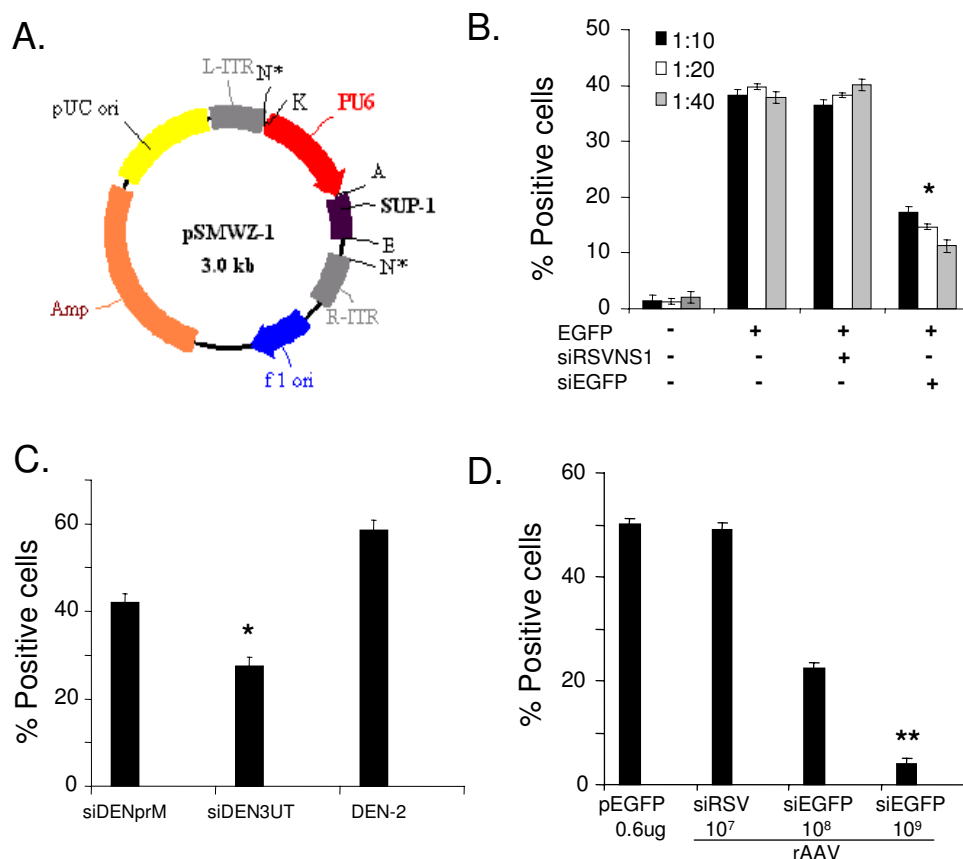 A.
L-ITR
N*
K
PU6
pUC ori
A
SUP-1
pSMWZ-1
3.0 kb
E
N*
R-ITR
Amp
f1 ori
B.
% Positive cells
50
40
30
20
10
0
1:10
1:20
1:40
*
EGFP - + + +
siRSVNS1 - - + -
siEGFP - - - +
C.
% Positive cells
60
40
20
0
*
siDENprM siDEN3UT DEN-2
D.
% Positive cells
60
40
20
0
**
pEGFP siRSV siEGFP siEGFP
0.6ug 10⁷ 10⁸ 10⁹
rAAV